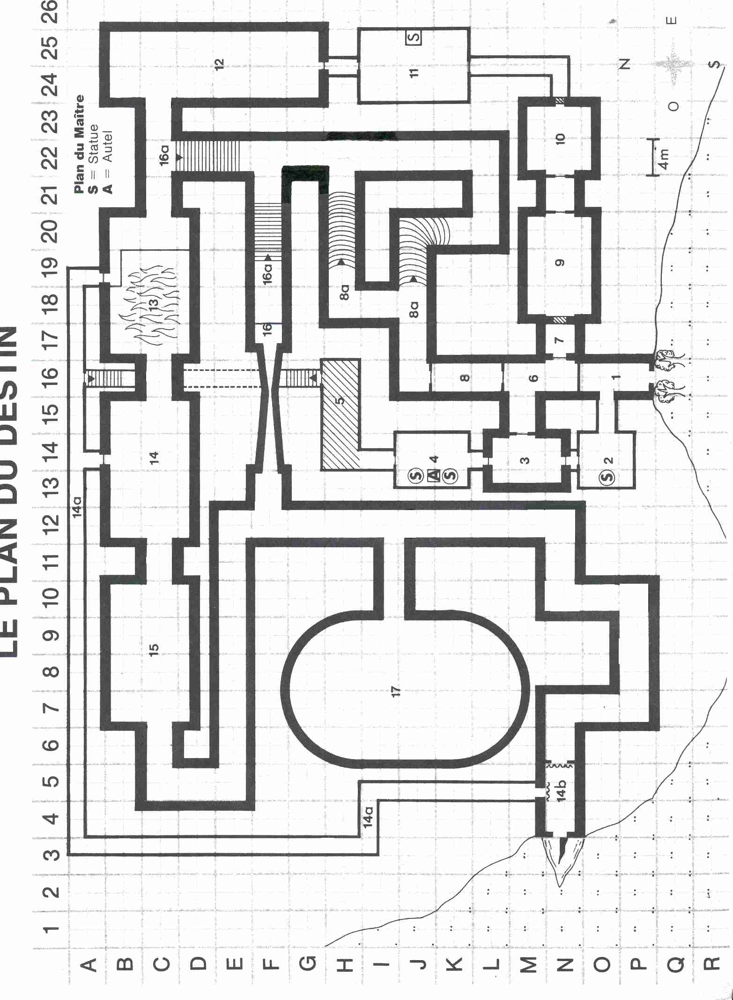 LE PLAN DU DESTIN
1 2 3 4 5 6 7 8 9 10 11 12 13 14 15 16 17 18 19 20 21 22 23 24 25 26
A
B
C
D
E
F
G
H
I
J
K
L
M
N
O
P
Q
R
Plan du Maître
S = Statue
A = Autel
14a
16a
12
13
14
15
16
16a
5
8a
8a
11
S
17
4
S
A
S
8
6
3
7
9
10
14a
14b
2
S
1
4m
N
E
O
S